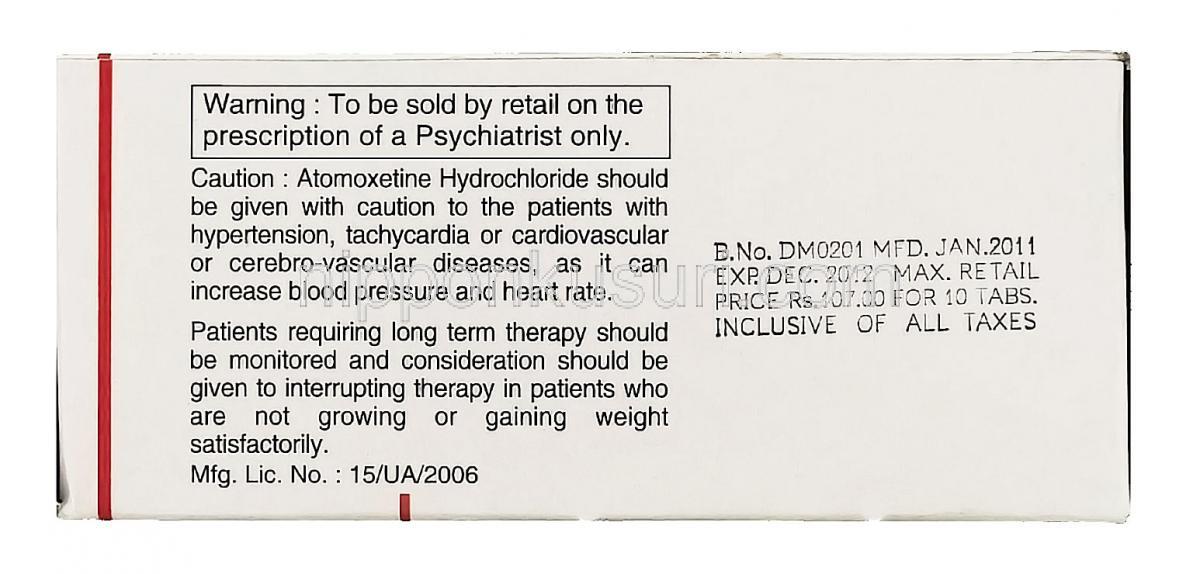 Warning : To be sold by retail on the
prescription of a Psychiatrist only.
Caution : Atomoxetine Hydrochloride should
be given with caution to the patients with
hypertension, tachycardia or cardiovascular
or cerebro-vascular diseases, as it can
increase blood pressure and heart rate.
Patients requiring long term therapy should
be monitored and consideration should be
given to interrupting therapy in patients who
are not growing or gaining weight
satisfactorily.
Mfg. Lic. No. : 15/UA/2006
B.No. DM0201 MFD. JAN.2011
EXP.DEC. 2012 MAX. RETAIL
PRICE Rs.107.00 FOR 10 TABS.
INCLUSIVE OF ALL TAXES
nipponkusuri.com